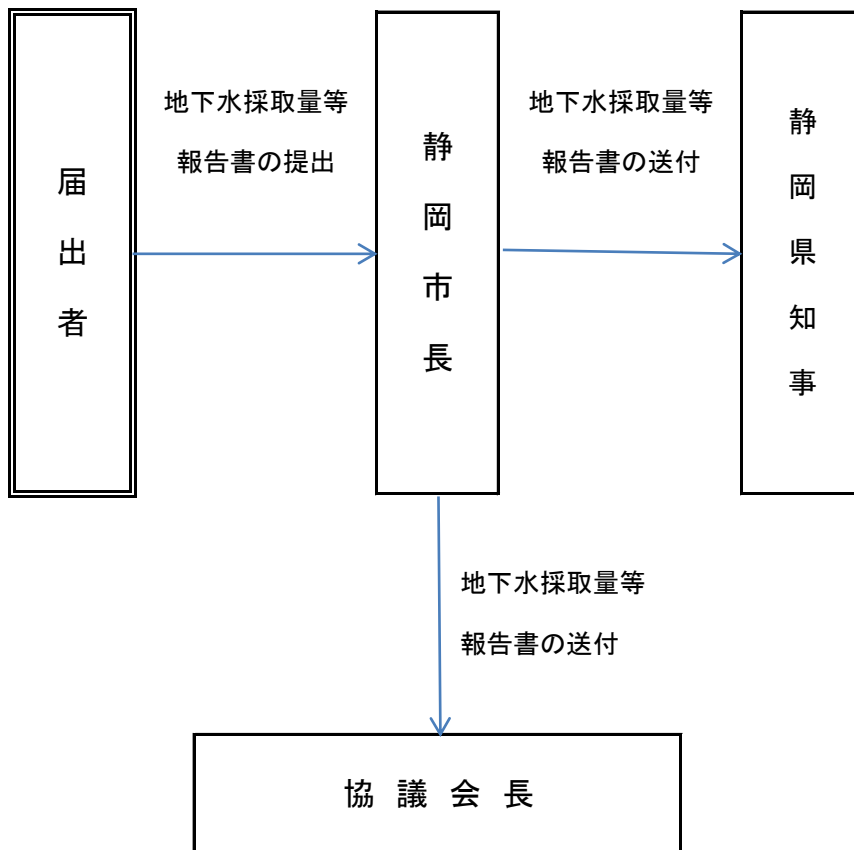 届出者
地下水採取量等
報告書の提出
静岡市長
地下水採取量等
報告書の送付
静岡県知事
地下水採取量等
報告書の送付
協議会長